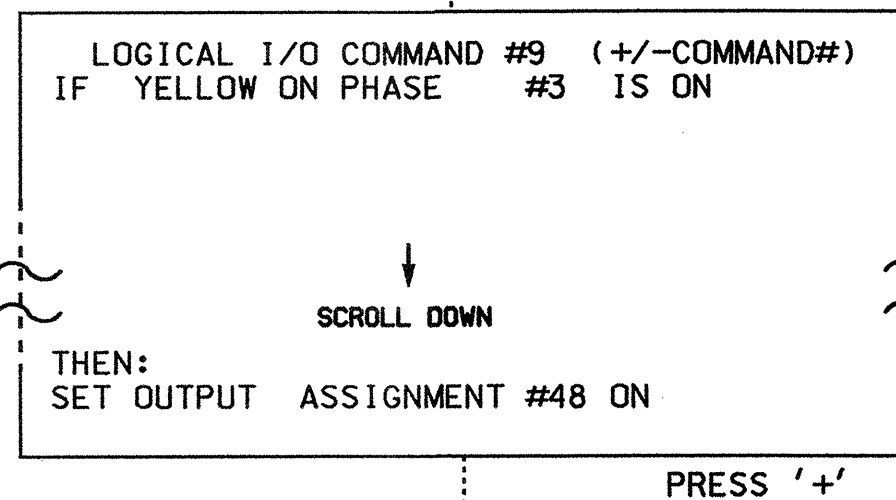 LOGICAL I/O COMMAND #9 (+/-COMMAND#)
IF YELLOW ON PHASE #3 IS ON
SCROLL DOWN
THEN:
SET OUTPUT ASSIGNMENT #48 ON
PRESS '+'